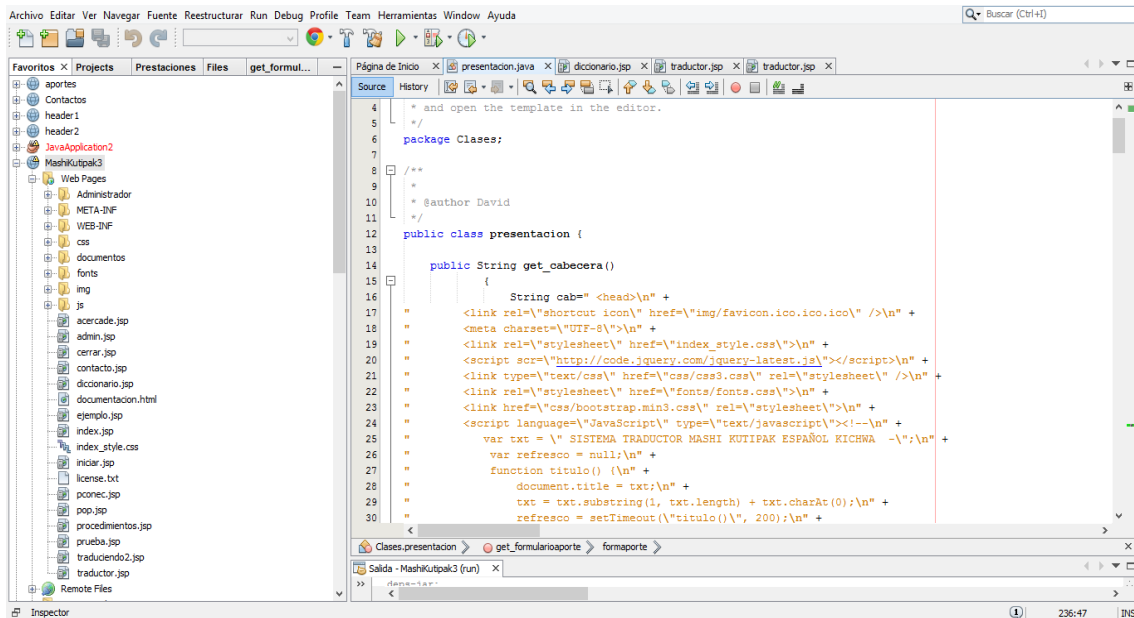 Archivo Editar Ver Navegar Fuente Reestructurar Run Debug Profile Team Herramientas Window Ayuda
Buscar (Ctrl+I)
Favoritos Projects Prestaciones Files get_formul...
aportes
Contactos
header1
header2
JavaApplication2
MashiKutipak3
Web Pages
Administrador
META-INF
WEB-INF
css
documentos
fonts
img
js
acercade.jsp
admin.jsp
cerrar.jsp
contacto.jsp
diccionario.jsp
documentacion.html
ejemplo.jsp
index.jsp
index_style.css
iniciar.jsp
license.txt
pconec.jsp
pop.jsp
procedimientos.jsp
prueba.jsp
traduciendo2.jsp
traductor.jsp
Remote Files
Página de Inicio presentacion.java diccionario.jsp traductor.jsp traductor.jsp
Source History
4 * and open the template in the editor.
5 */
6 package Clases;
7
8 /**
9 *
10 * @author David
11 */
12 public class presentacion {
13
14 public String get_cabecera()
15 {
16 String cab=" <head>\n" +
17 " <link rel=\"shortcut icon\" href=\"img/favicon.ico.ico.ico\" />\n" +
18 " <meta charset=\"UTF-8\">\n" +
19 " <link rel=\"stylesheet\" href=\"index_style.css\">\n" +
20 " <script scr=\"http://code.jquery.com/jquery-latest.js\"></script>\n" +
21 " <link type=\"text/css\" href=\"css/css3.css\" rel=\"stylesheet\" />\n" +
22 " <link rel=\"stylesheet\" href=\"fonts/fonts.css\">\n" +
23 " <link href=\"css/bootstrap.min3.css\" rel=\"stylesheet\">\n" +
24 " <script language=\"JavaScript\" type=\"text/javascript\"><!--\n" +
25 " var txt = \" SISTEMA TRADUCTOR MASHI KUTIPAK ESPAÑOL KICHWA -\";\n" +
26 " var refresco = null;\n" +
27 " function titulo() {\n" +
28 " document.title = txt;\n" +
29 " txt = txt.substring(1, txt.length) + txt.charAt(0);\n" +
30 " refresco = setTimeout(\"titulo()\", 200);\n" +
Clases.presentacion get_formularioaporte formaporte
Salida - MashiKutipak3 (run)
deps-jar:
Inspector
1 236:47 INS